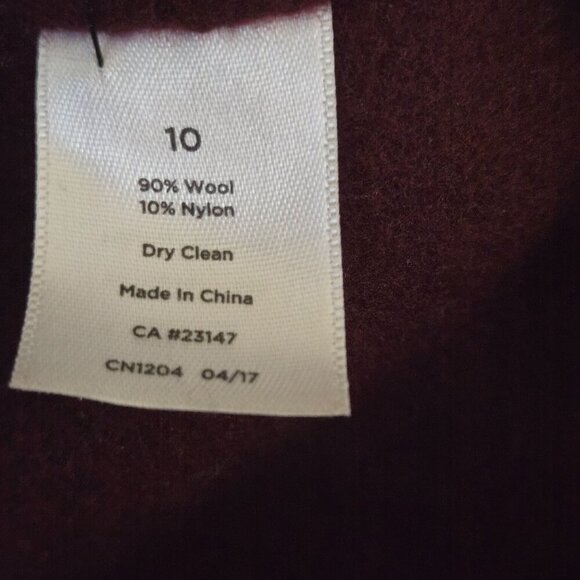 10
90% Wool
10% Nylon
Dry Clean
Made In China
CA #23147
CN1204 04/17